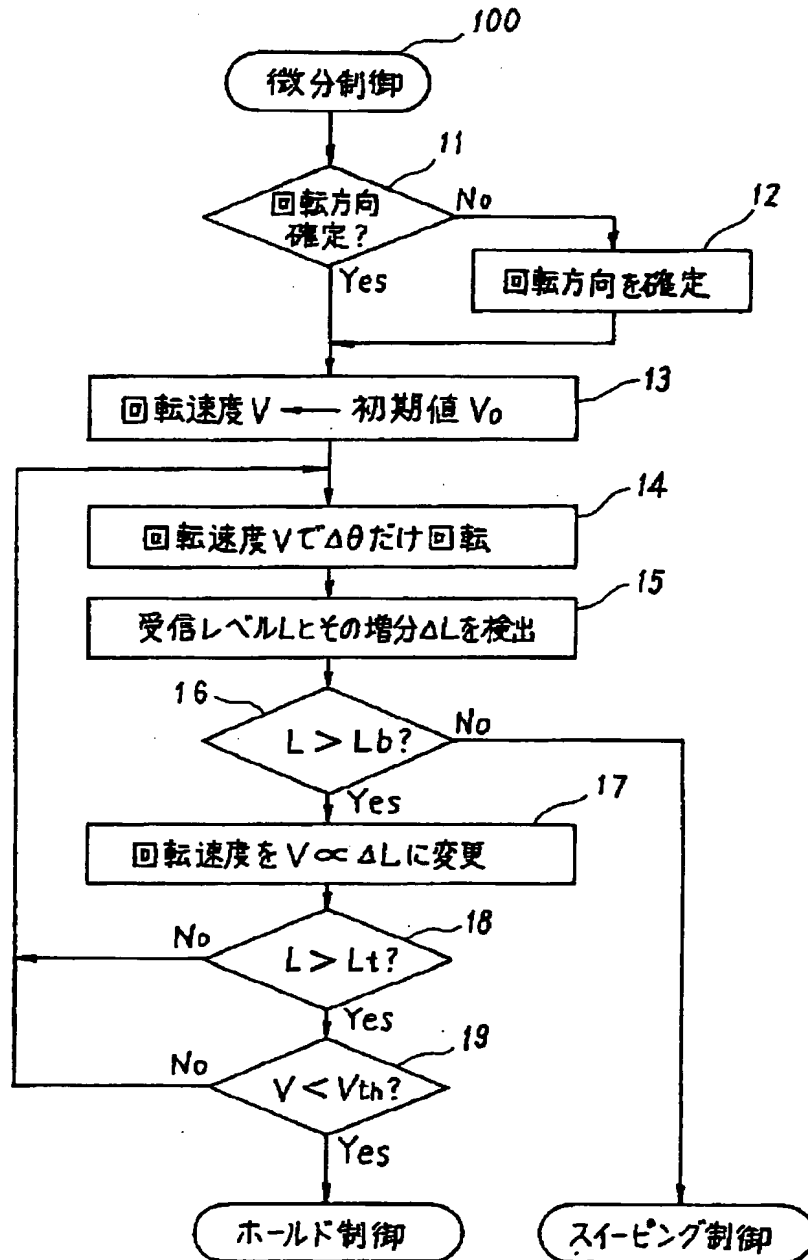 100
微分制御
11
回転方向
確定?
No
12
Yes
回転方向を確定
13
回転速度V ← 初期値 Vo
14
回転速度VでΔθだけ回転
15
受信レベルLとその増分ΔLを検出
16
L > Lb?
No
Yes
17
回転速度をV∝ΔLに変更
18
No
L > Lt?
Yes
19
No
V < Vth?
Yes
ホールド制御
スイーピング制御